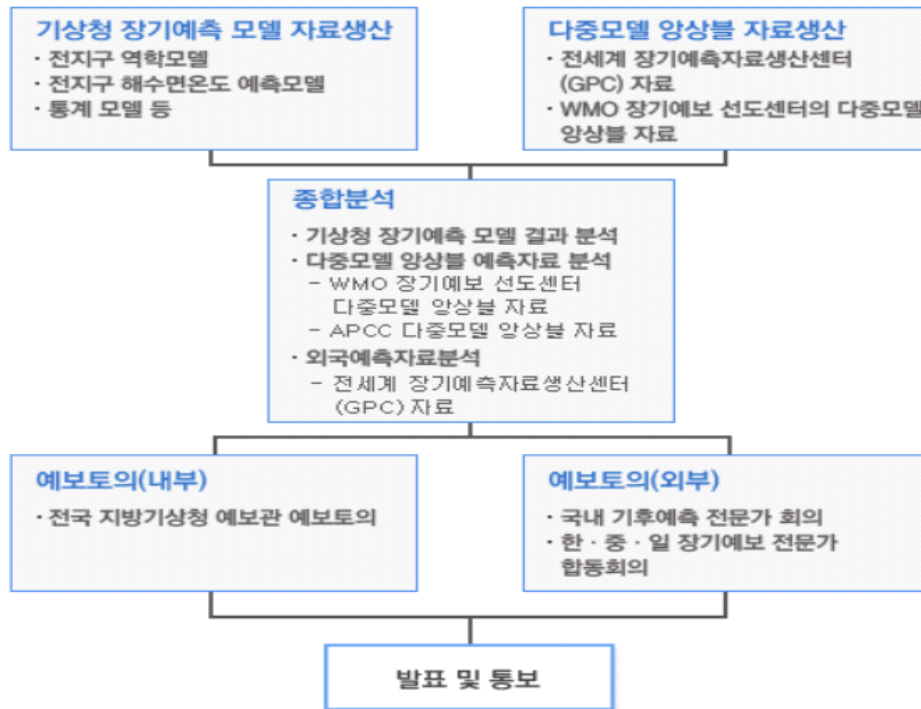 기상청 장기예측 모델 자료생산
· 전지구 역학모델
· 전지구 해수면온도 예측모델
· 통계 모델 등
다중모델 앙상블 자료생산
· 전세계 장기예측자료생산센터
(GPC) 자료
· WMO 장기예보 선도센터의 다중모델
앙상블 자료
종합분석
· 기상청 장기예측 모델 결과 분석
· 다중모델 앙상블 예측자료 분석
- WMO 장기예보 선도센터
다중모델 앙상블 자료
- APCC 다중모델 앙상블 자료
· 외국예측자료분석
- 전세계 장기예측자료생산센터
(GPC) 자료
예보토의(내부)
· 전국 지방기상청 예보관 예보토의
예보토의(외부)
· 국내 기후예측 전문가 회의
· 한 · 중 · 일 장기예보 전문가
합동회의
발표 및 통보